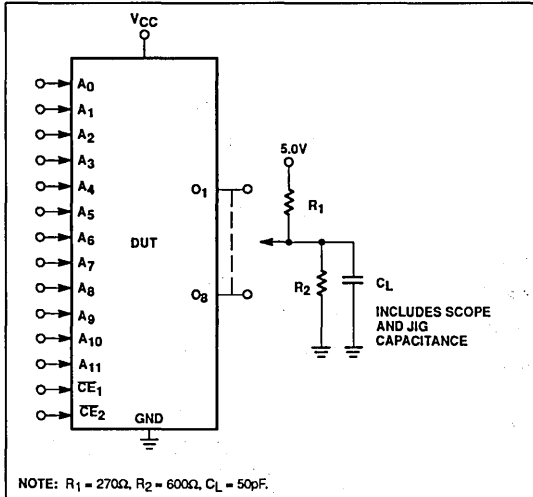 VCC
A0
A1
A2
A3
A4
A5
A6
A7
A8
A9
A10
A11
CE1
CE2
DUT
GND
O1
O8
5.0V
R1
R2
CL
INCLUDES SCOPE
AND JIG
CAPACITANCE
NOTE: R1 = 270Ω, R2 = 600Ω, CL = 50pF.